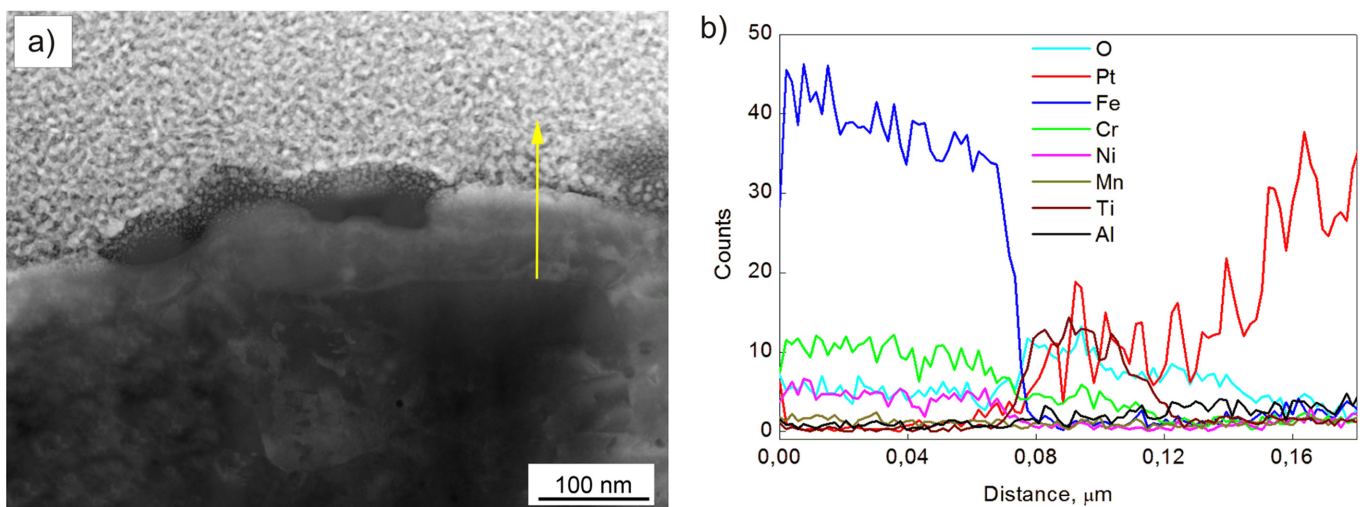 a)
100 nm
b)
50
40
30
20
10
0
Counts
O
Pt
Fe
Cr
Ni
Mn
Ti
Al
0,00 0,04 0,08 0,12 0,16
Distance, μm